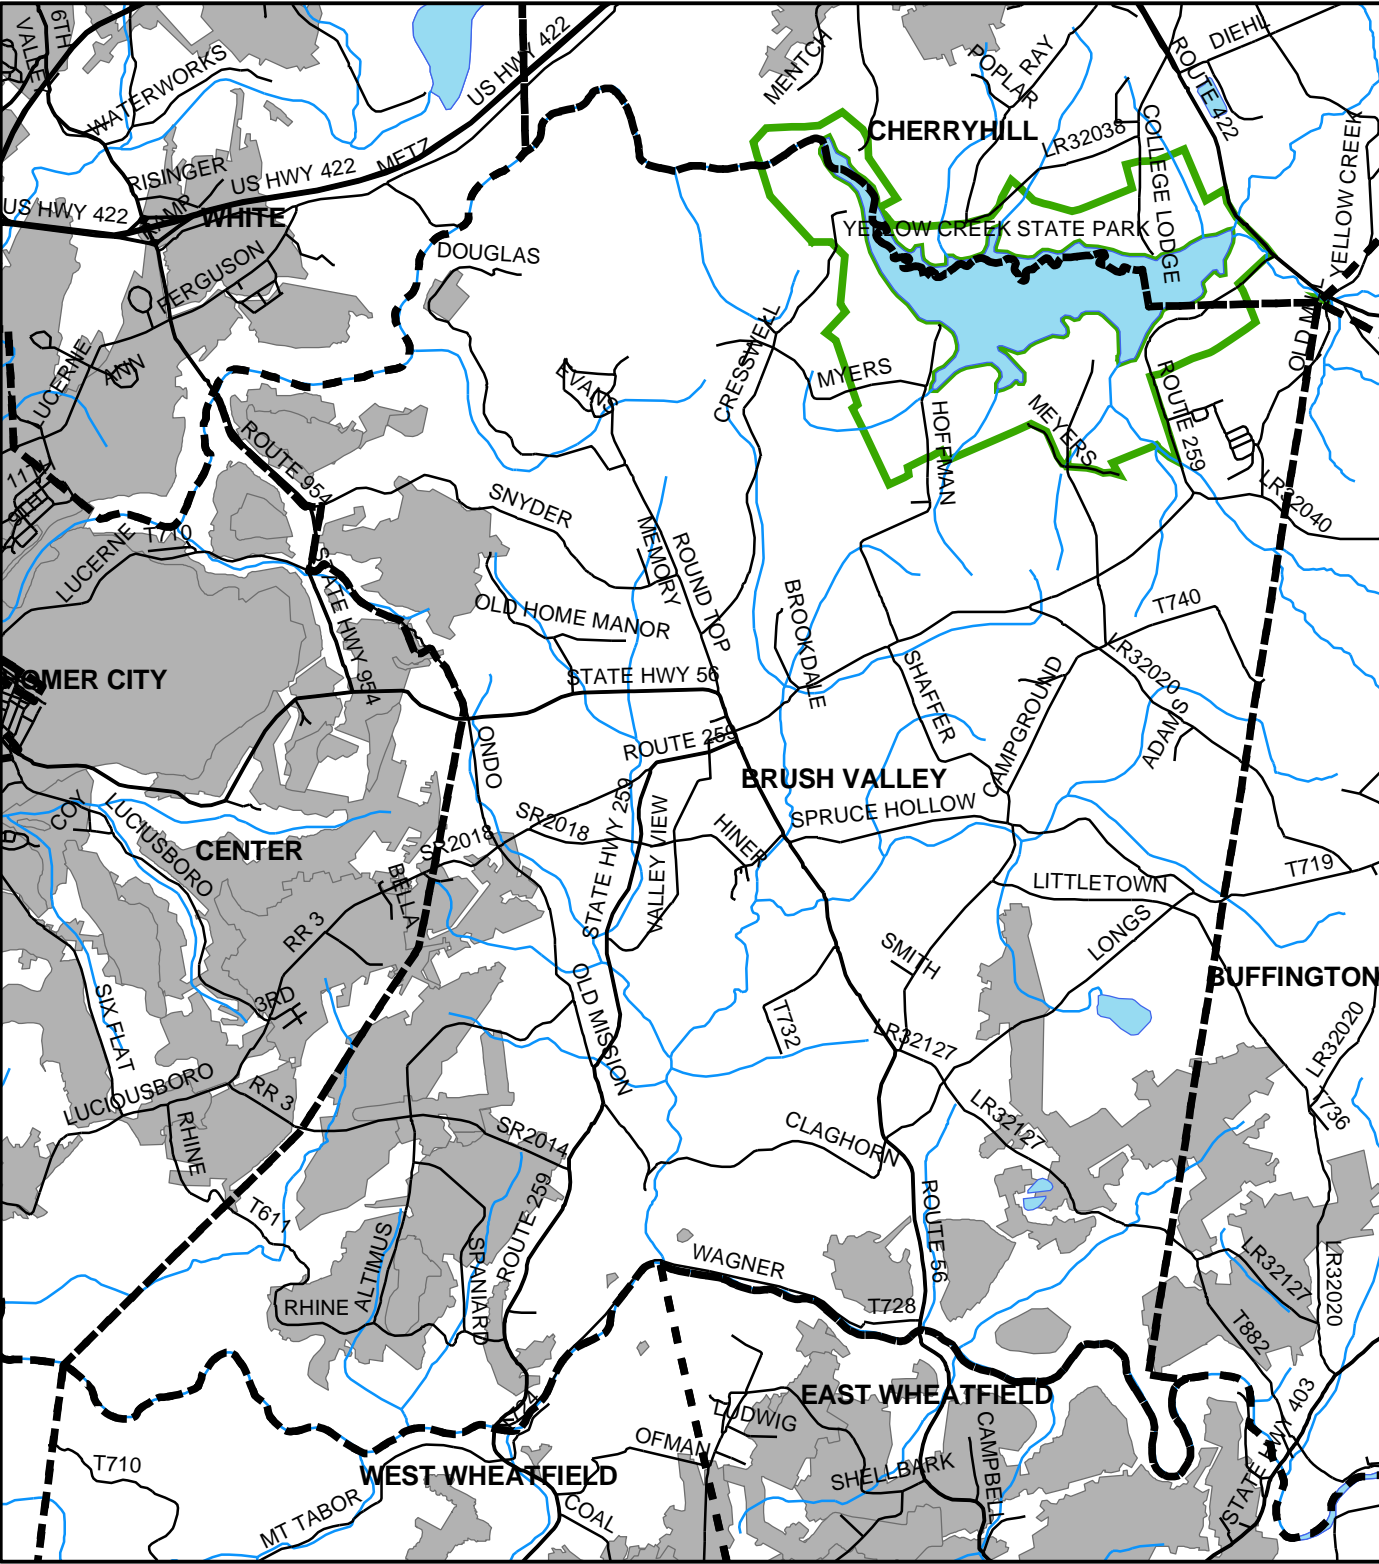 6TH
VALLE
WATERWORKS
US HWY 422
MENTCH
POPLAR
RAY
ROUTE 422
DIEHL
CHERRYHILL
LR32038
COLLEGE LODGE
YELLOW CREEK
RISINGER
US HWY 422
METZ
US HWY 422
RAMP
WHITE
YELLOW CREEK STATE PARK
DOUGLAS
FERGUSON
OLD MILL
LUCERNE
ANN
EVANS
CRESSWELL
MYERS
HOFFMAN
MEYERS
ROUTE 259
ROUTE 954
11TH
SNYDER
LR32040
LUCERNE
T710
STATE HWY 954
MEMORY
ROUND TOP
OLD HOME MANOR
BROOKDALE
T740
LR32020
STATE HWY 56
SHAFFER
CAMPGROUND
ADAMS
ONDO
ROUTE 259
BRUSH VALLEY
COY
LUCIUSBORO
SR2018
SR2018
STATE HWY 259
VALLEY VIEW
HINER
SPRUCE HOLLOW
CENTER
BELLA
T719
LITTLETOWN
RR 3
LONGS
SMITH
BUFFINGTON
SIX FLAT
3RD
OLD MISSION
T732
LR32127
LR32020
LUCIOUSBORO
RR 3
RHINE
SR2014
CLAGHORN
LR32127
T736
T611
ALTIMUS
SPANIARD
ROUTE 259
ROUTE 56
WAGNER
LR32127
LR32020
RHINE
T728
T882
EAST WHEATFIELD
LUDWIG
OFMAN
CAMPBELL
STATE HWY 403
T710
WEST WHEATFIELD
SHELLBARK
MT TABOR
COAL